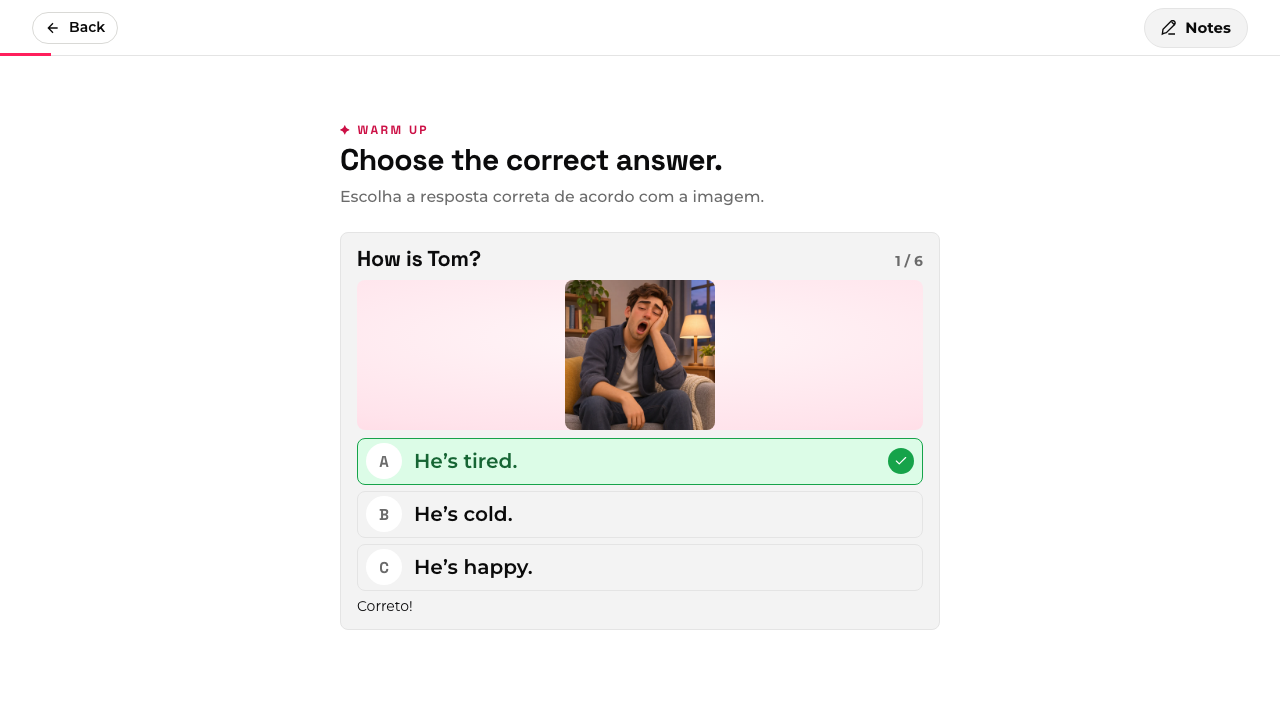 Back
Notes
WARM UP
Choose the correct answer.
Escolha a resposta correta de acordo com a imagem.
How is Tom?
1 / 6
A He’s tired.
B He’s cold.
C He’s happy.
Correto!